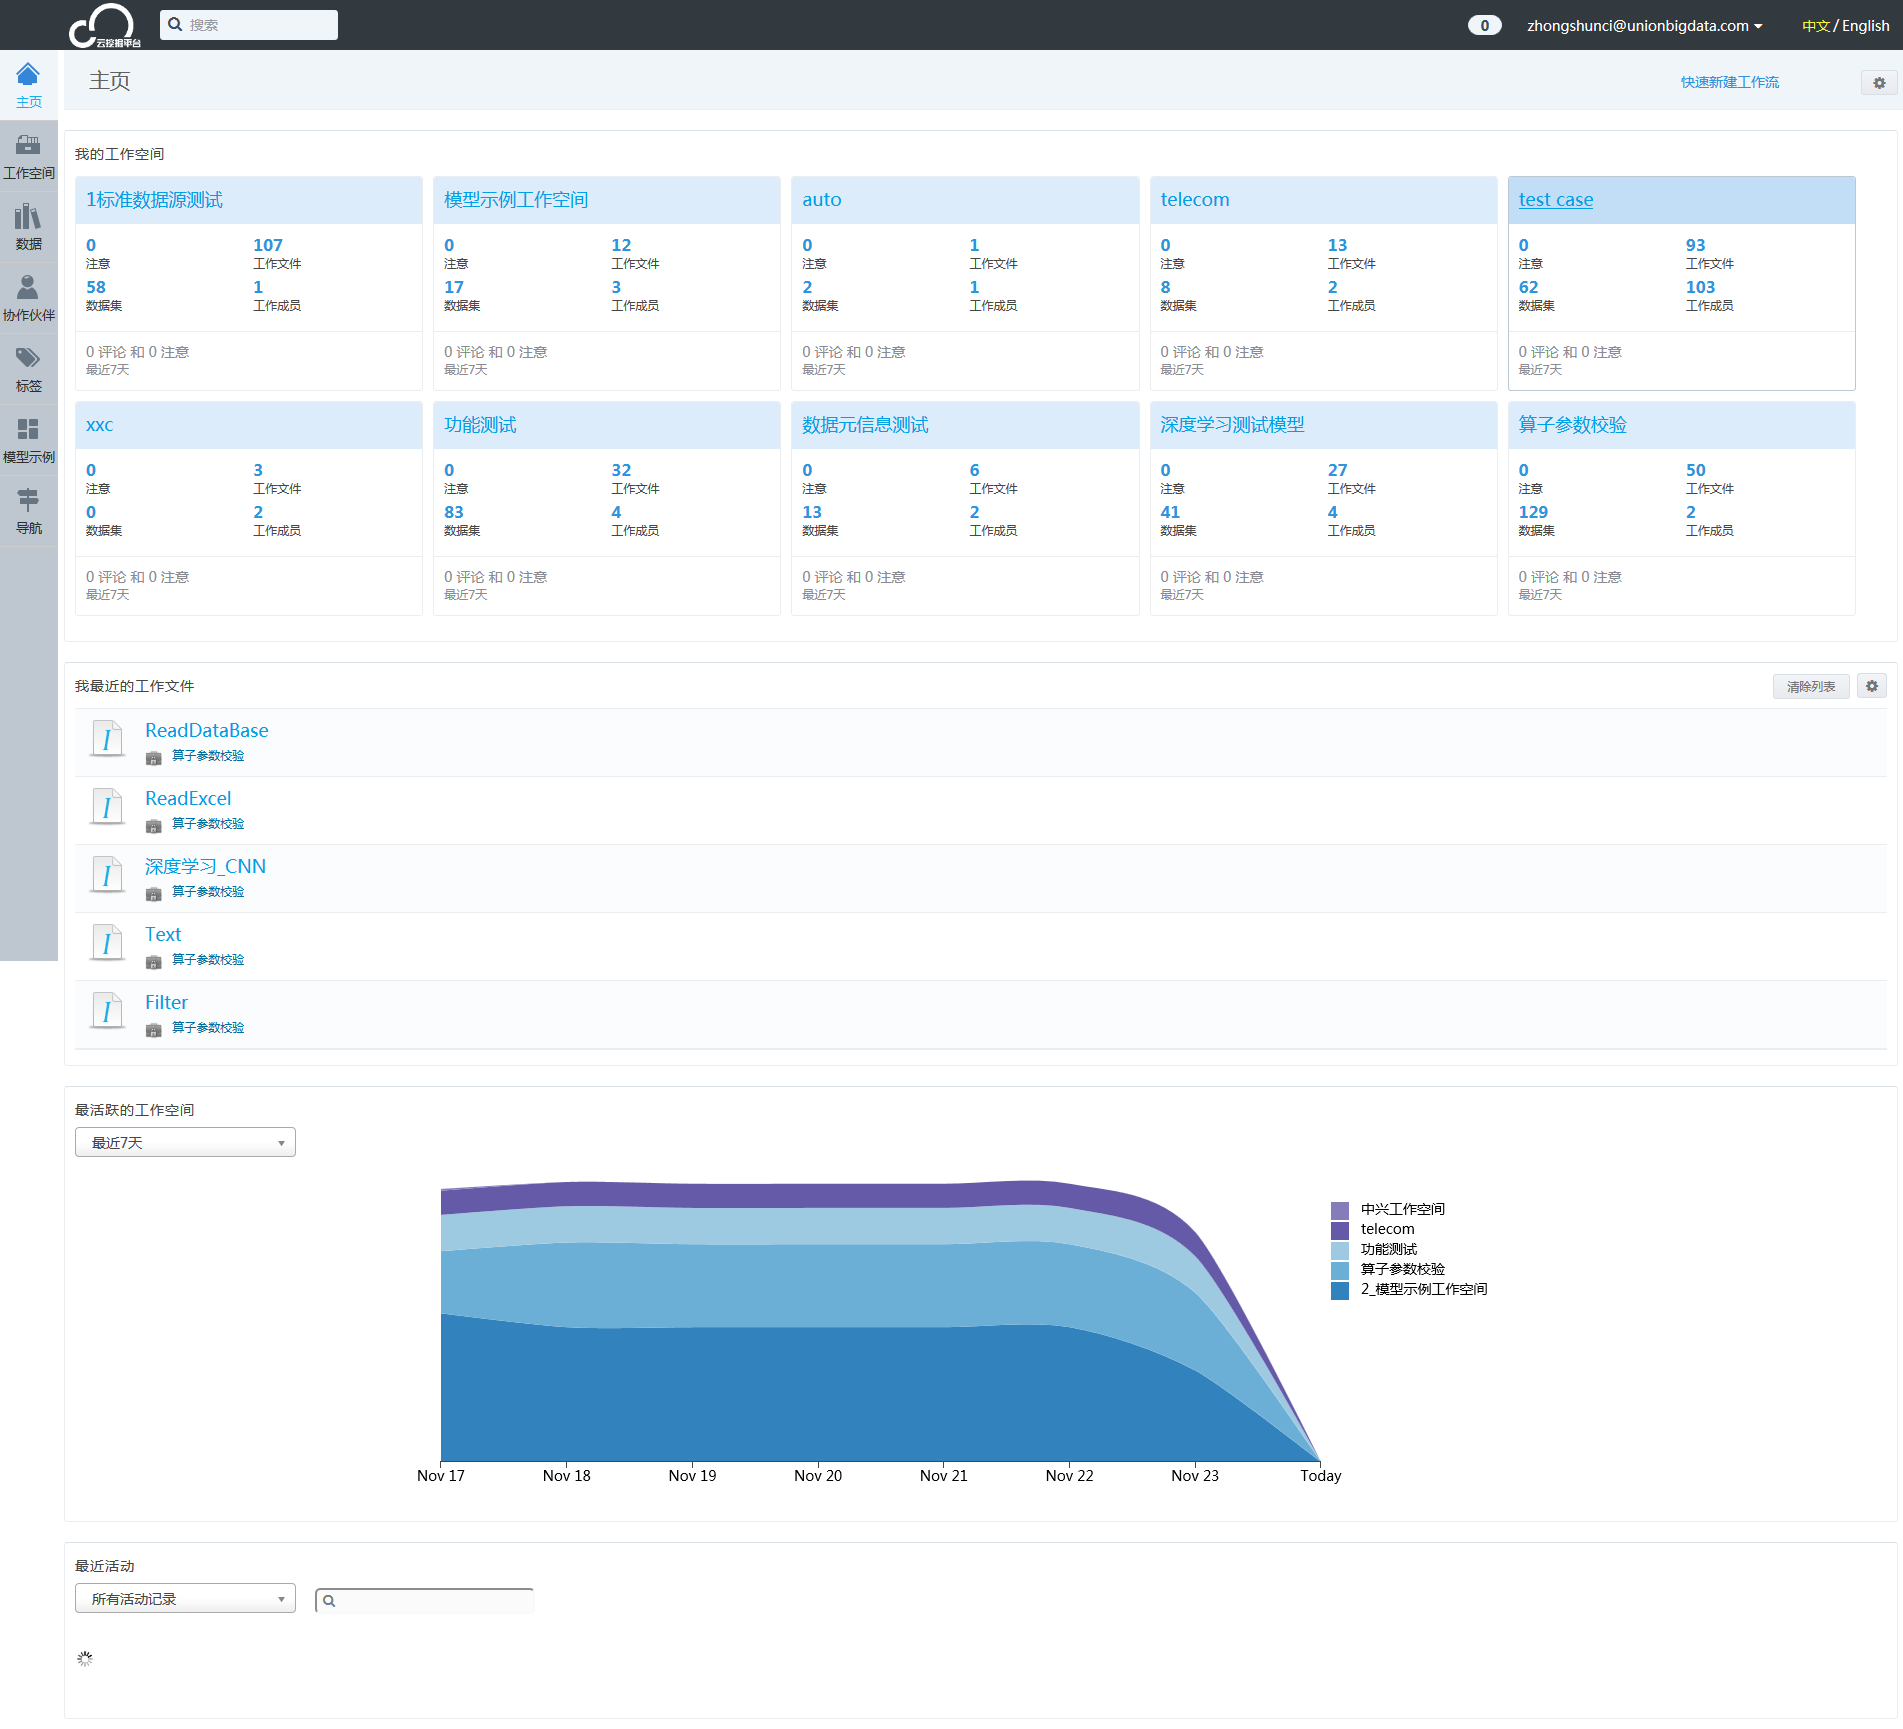 云挖掘平台
搜索
0
zhongshunci@unionbigdata.com
中文 / English
主页
工作空间
数据
协作伙伴
标签
模型示例
导航
主页
快速新建工作流
我的工作空间
1标准数据源测试
0 107
注意 工作文件
58 1
数据集 工作成员
0 评论 和 0 注意
最近7天
模型示例工作空间
0 12
注意 工作文件
17 3
数据集 工作成员
0 评论 和 0 注意
最近7天
auto
0 1
注意 工作文件
2 1
数据集 工作成员
0 评论 和 0 注意
最近7天
telecom
0 13
注意 工作文件
8 2
数据集 工作成员
0 评论 和 0 注意
最近7天
test case
0 93
注意 工作文件
62 103
数据集 工作成员
0 评论 和 0 注意
最近7天
xxc
0 3
注意 工作文件
0 2
数据集 工作成员
0 评论 和 0 注意
最近7天
功能测试
0 32
注意 工作文件
83 4
数据集 工作成员
0 评论 和 0 注意
最近7天
数据元信息测试
0 6
注意 工作文件
13 2
数据集 工作成员
0 评论 和 0 注意
最近7天
深度学习测试模型
0 27
注意 工作文件
41 4
数据集 工作成员
0 评论 和 0 注意
最近7天
算子参数校验
0 50
注意 工作文件
129 2
数据集 工作成员
0 评论 和 0 注意
最近7天
我最近的工作文件
清除列表
I
ReadDataBase
算子参数校验
I
ReadExcel
算子参数校验
I
深度学习_CNN
算子参数校验
I
Text
算子参数校验
I
Filter
算子参数校验
最活跃的工作空间
最近7天
中兴工作空间
telecom
功能测试
算子参数校验
2_模型示例工作空间
Nov 17 Nov 18 Nov 19 Nov 20 Nov 21 Nov 22 Nov 23 Today
最近活动
所有活动记录